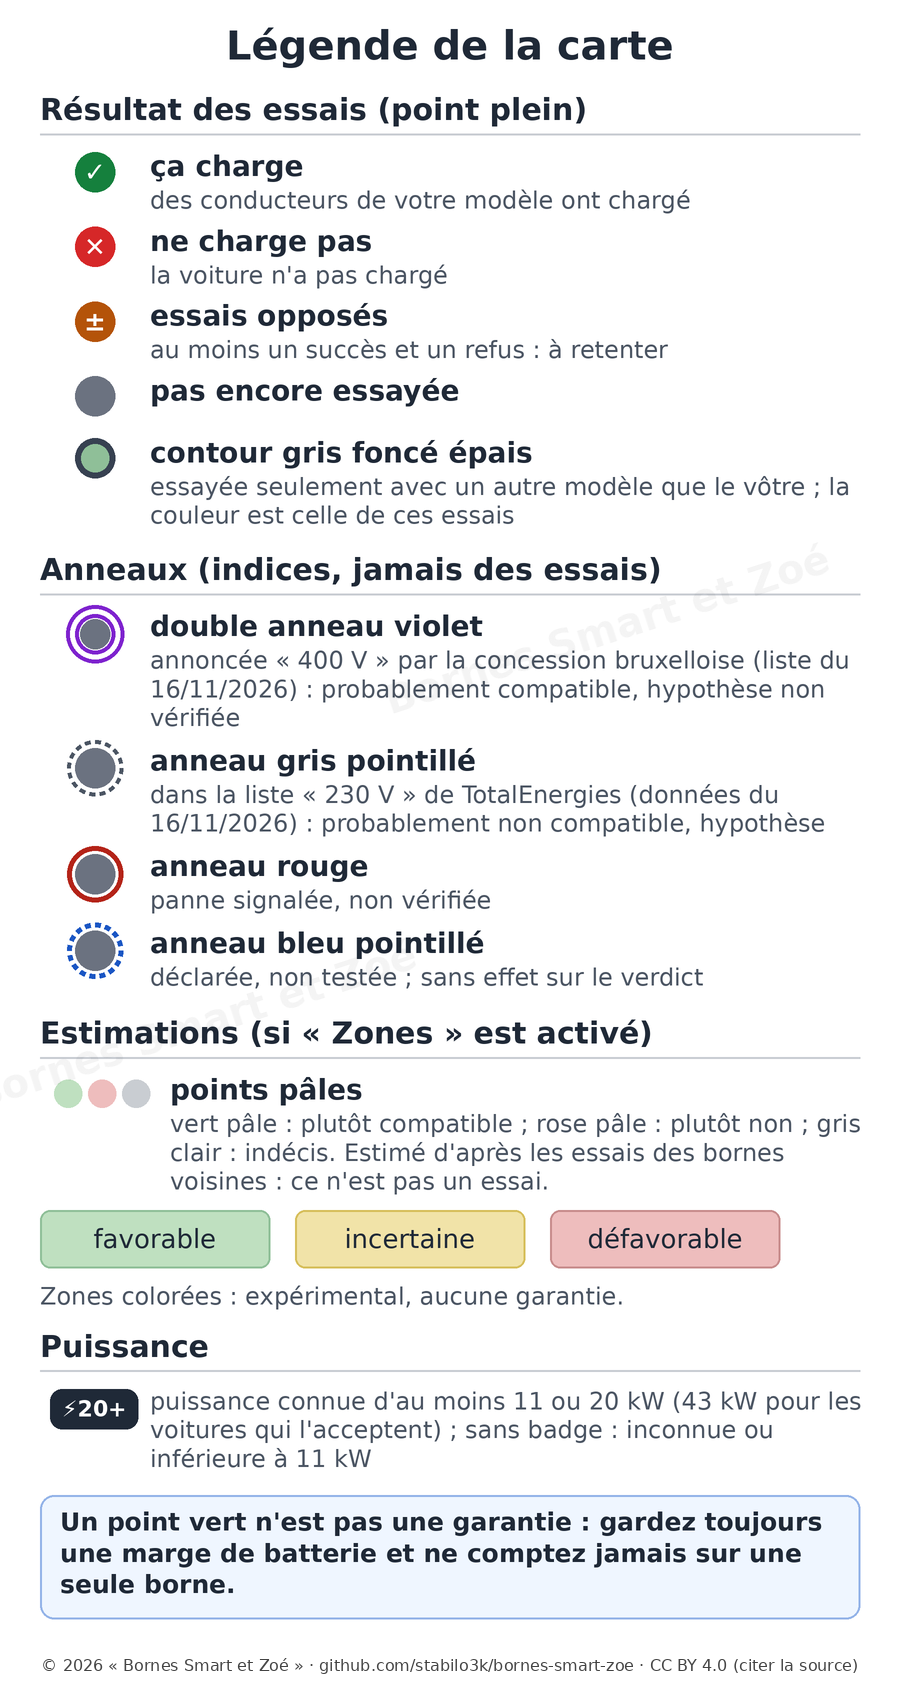 Légende de la carte
Résultat des essais (point plein)
✓ ça charge
des conducteurs de votre modèle ont chargé
✕ ne charge pas
la voiture n'a pas chargé
± essais opposés
au moins un succès et un refus : à retenter
pas encore essayée
contour gris foncé épais
essayée seulement avec un autre modèle que le vôtre ; la
couleur est celle de ces essais
Anneaux (indices, jamais des essais)
Bornes Smart et Zoé
double anneau violet
annoncée « 400 V » par la concession bruxelloise (liste du
16/11/2026) : probablement compatible, hypothèse non
vérifiée
anneau gris pointillé
dans la liste « 230 V » de TotalEnergies (données du
16/11/2026) : probablement non compatible, hypothèse
anneau rouge
panne signalée, non vérifiée
anneau bleu pointillé
déclarée, non testée ; sans effet sur le verdict
Bornes Smart et Zoé
Estimations (si « Zones » est activé)
points pâles
vert pâle : plutôt compatible ; rose pâle : plutôt non ; gris
clair : indécis. Estimé d'après les essais des bornes
voisines : ce n'est pas un essai.
favorable incertaine défavorable
Zones colorées : expérimental, aucune garantie.
Puissance
⚡20+ puissance connue d'au moins 11 ou 20 kW (43 kW pour les
voitures qui l'acceptent) ; sans badge : inconnue ou
inférieure à 11 kW
Un point vert n'est pas une garantie : gardez toujours
une marge de batterie et ne comptez jamais sur une
seule borne.
© 2026 « Bornes Smart et Zoé » · github.com/stabilo3k/bornes-smart-zoe · CC BY 4.0 (citer la source)